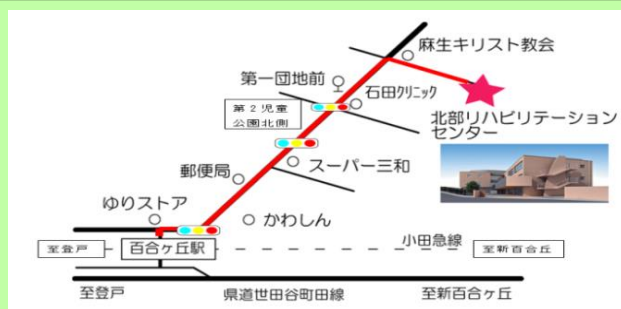 麻生キリスト教会
第一団地前
石田クリニック
第２児童
公園北側
北部リハビリテーション
センター
スーパー三和
郵便局
ゆりストア
かわしん
小田急線
至登戸
百合ヶ丘駅
至新百合丘
至登戸
県道世田谷町田線
至新百合ヶ丘